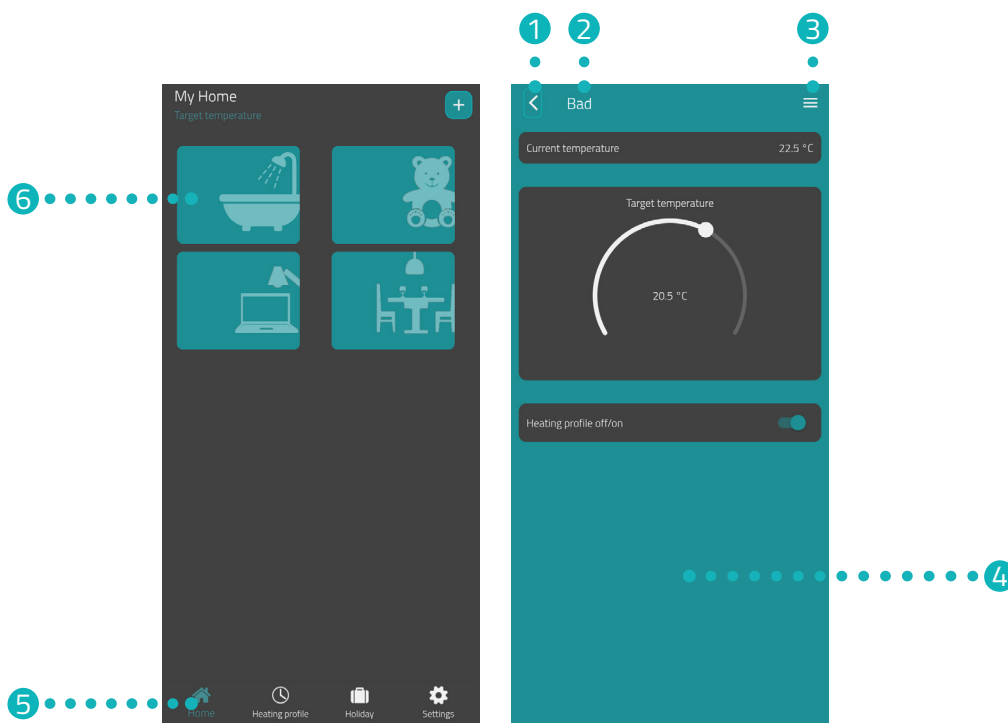 1 2 3
My Home
Target temperature
+
Bad
Current temperature 22.5 °C
6
Target temperature
20.5 °C
Heating profile off/on
4
5
Home Heating profile Holiday Settings